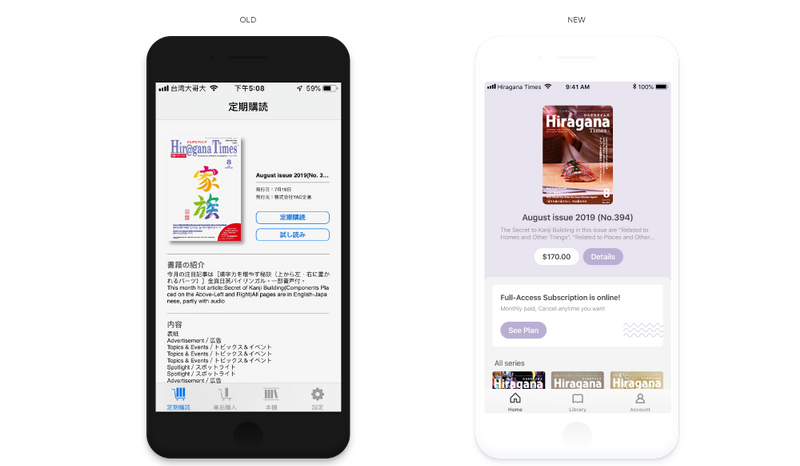 OLD
台湾大哥大
下午5:08
59%
定期購読
Hir@gana Times
8
家族
August issue 2019(No. 3...
発行日:7月19日
発行元:株式会社YAC企画
定期購読
試し読み
書籍の紹介
今月の注目記事は [漢字力を増やす秘訣(上から左・右に置か
れるパーツ)] 全頁日英バイリンガル・一部音声付・
This month hot article:Secret of Kanji Building(Components Pla
ced on the Above-Left and Right)All pages are in English-Japa
nese, partly with audio
内容
表紙
Advertisement / 広告
Topics & Events / トピックス＆イベント
Topics & Events / トピックス＆イベント
Topics & Events / トピックス＆イベント
Spotlight / スポットライト
Spotlight / スポットライト
Advertisement / 広告
定期購読
単品購入
本棚
設定
NEW
Hiragana Times
9:41 AM
100%
Hiragana
Times
8
August issue 2019 (No.394)
The Secret to Kanji Building in this issue are "Related to
Homes and Other Things", "Related to Places and Other...
$170.00
Details
Full-Access Subscription is online!
Monthly paid, Cancel anytime you want
See Plan
All series
Hiragana
Hiragana
Hiragana
Home
Library
Account